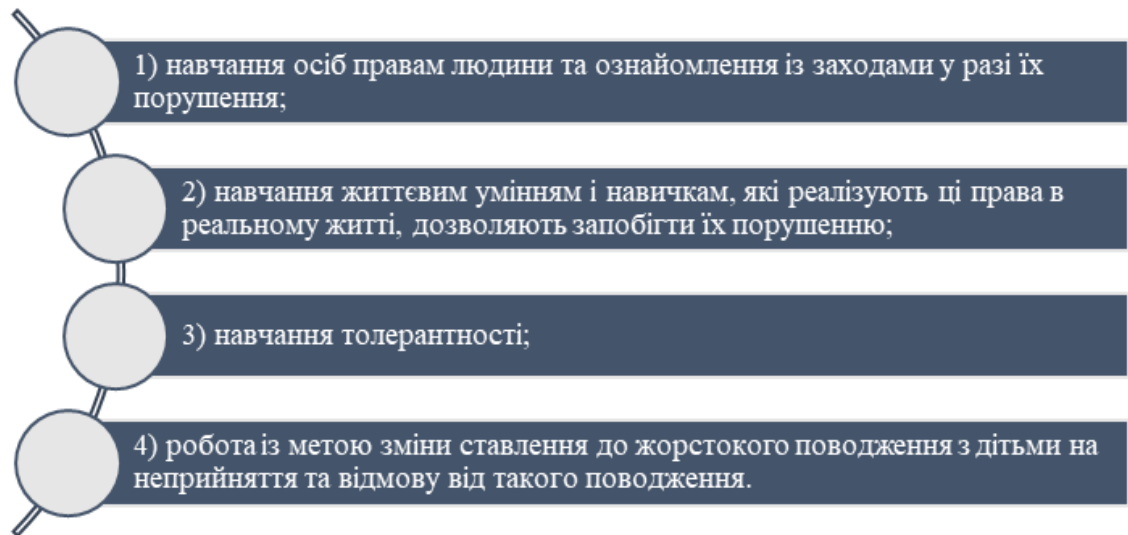 1) навчання осіб правам людини та ознайомлення із заходами у разі їх
порушення;
2) навчання життєвим умінням і навичкам, які реалізують ці права в
реальному житті, дозволяють запобігти їх порушенню;
3) навчання толерантності;
4) робота із метою зміни ставлення до жорстокого поводження з дітьми на
неприйняття та відмову від такого поводження.